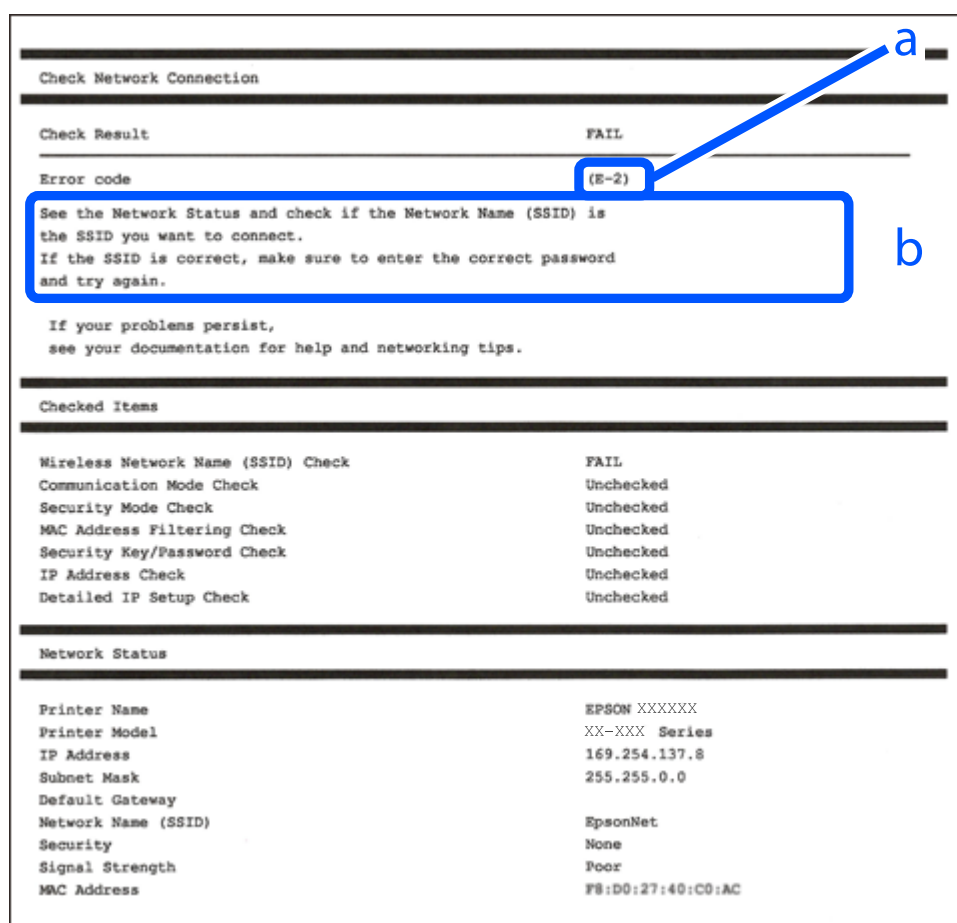 a
Check Network Connection
Check Result FAIL
Error code (E-2)
See the Network Status and check if the Network Name (SSID) is
the SSID you want to connect.
If the SSID is correct, make sure to enter the correct password
and try again.
b
If your problems persist,
see your documentation for help and networking tips.
Checked Items
Wireless Network Name (SSID) Check FAIL
Communication Mode Check Unchecked
Security Mode Check Unchecked
MAC Address Filtering Check Unchecked
Security Key/Password Check Unchecked
IP Address Check Unchecked
Detailed IP Setup Check Unchecked
Network Status
Printer Name EPSON XXXXXX
Printer Model XX-XXX Series
IP Address 169.254.137.8
Subnet Mask 255.255.0.0
Default Gateway
Network Name (SSID) EpsonNet
Security None
Signal Strength Poor
MAC Address F8:D0:27:40:C0:AC